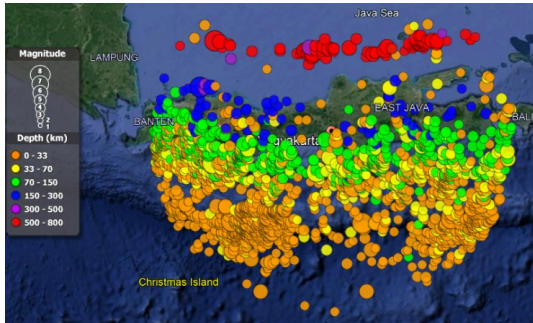 Java Sea
Magnitude
LAMPUNG
8
7
6
5
4
3
2
1
EAST JAVA
BANTEN
BALI
gyakarta
Depth (km)
0 - 33
33 - 70
70 - 150
150 - 300
300 - 500
500 - 800
Christmas Island